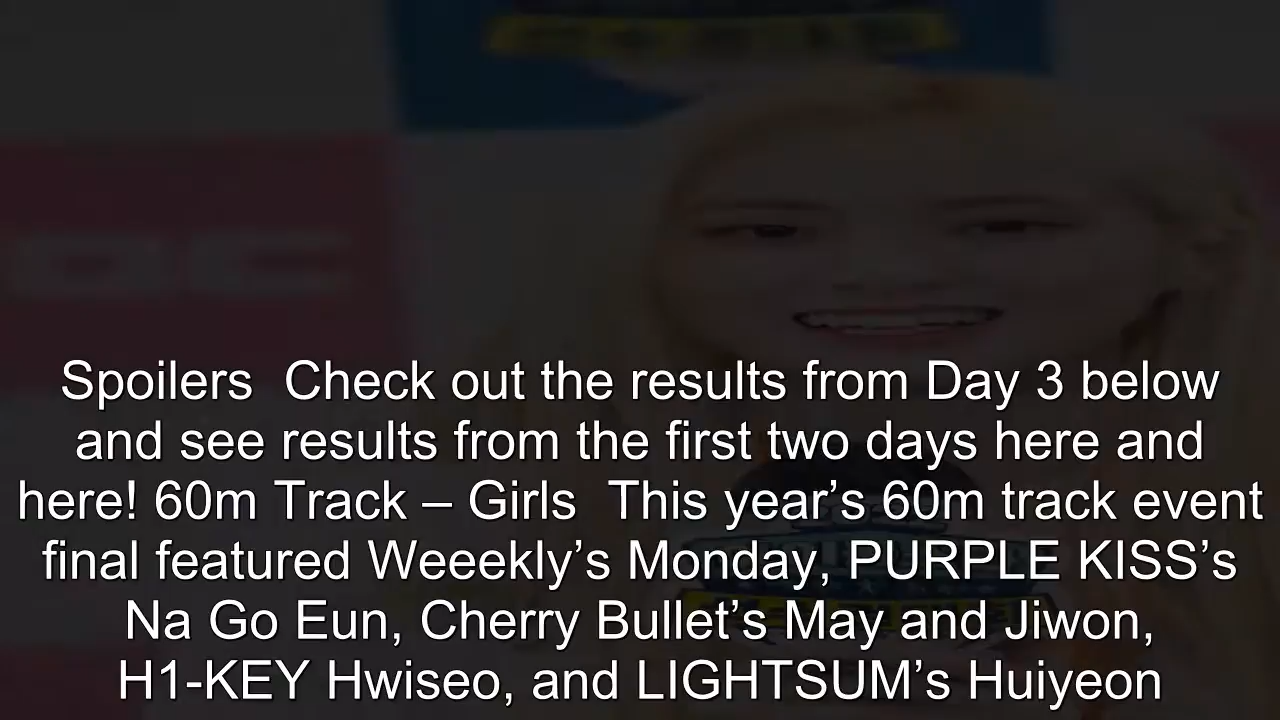 Spoilers  Check out the results from Day 3 below
and see results from the first two days here and
here! 60m Track – Girls  This year’s 60m track event
final featured Weeekly’s Monday, PURPLE KISS’s
Na Go Eun, Cherry Bullet’s May and Jiwon,
H1-KEY Hwiseo, and LIGHTSUM’s Huiyeon